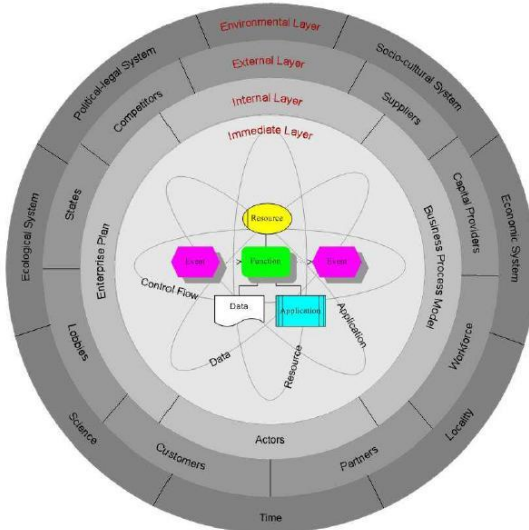 Environmental Layer
Political-legal System
Socio-cultural System
Ecological System
Economic System
Science
Locality
Time
External Layer
Competitors
Suppliers
States
Capital Providers
Lobbies
Workforce
Customers
Partners
Internal Layer
Enterprise Plan
Business Process Model
Actors
Immediate Layer
Resource
Event
Function
Event
Control Flow
Data
Application
Application
Data
Resource